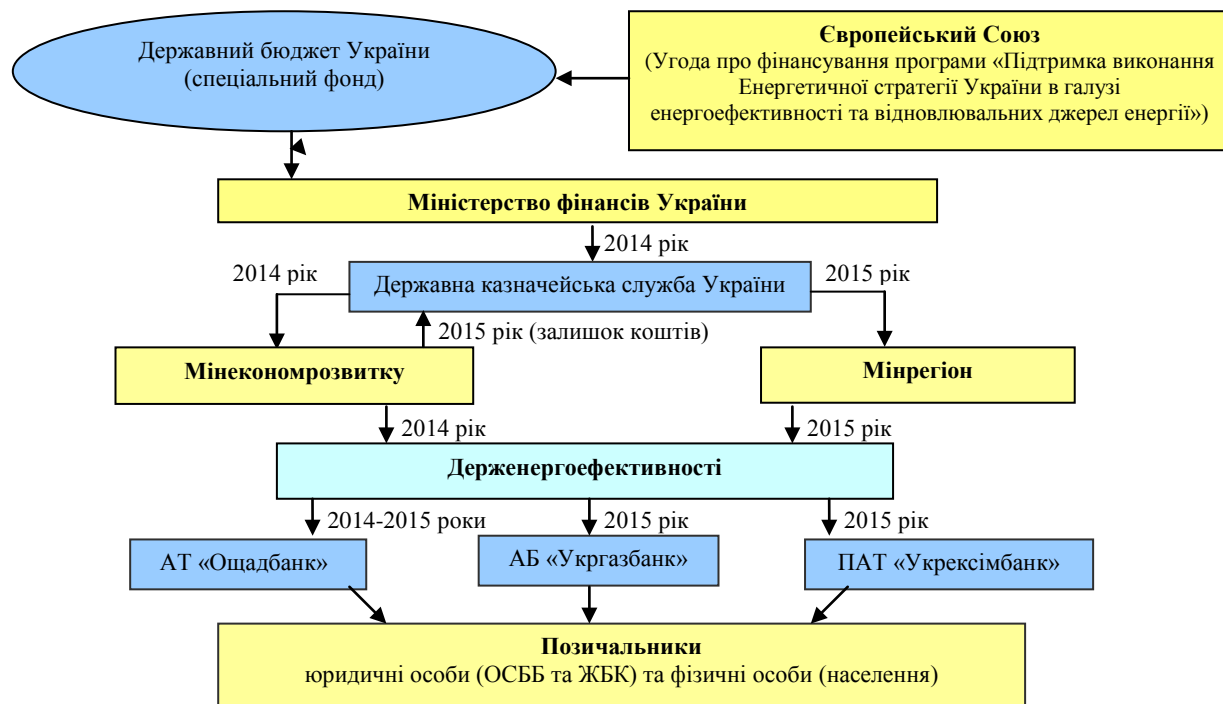 Державний бюджет України
(спеціальний фонд)
Європейський Союз
(Угода про фінансування програми «Підтримка виконання
Енергетичної стратегії України в галузі
енергоефективності та відновлювальних джерел енергії»)
Міністерство фінансів України
2014 рік
2014 рік
Державна казначейська служба України
2015 рік
2015 рік (залишок коштів)
Мінекономрозвитку
Мінрегіон
2014 рік
2015 рік
Держенергоефективності
2014-2015 роки
2015 рік
2015 рік
АТ «Ощадбанк»
АБ «Укргазбанк»
ПАТ «Укрексімбанк»
Позичальники
юридичні особи (ОСББ та ЖБК) та фізичні особи (населення)